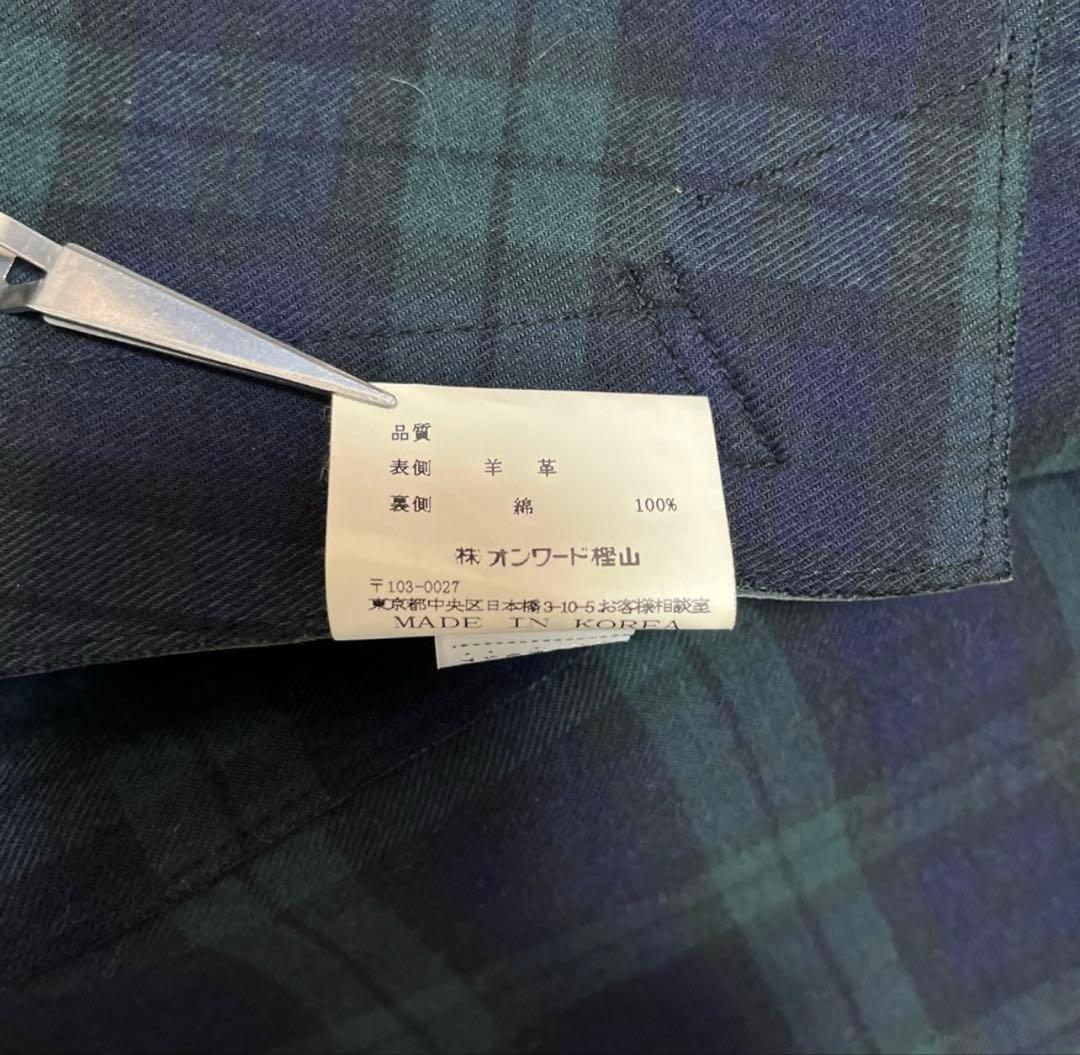 品質
表側 羊革
裏側 綿 100%
㈱オンワード樫山
〒103-0027
東京都中央区日本橋3-10-5お客様相談室
MADE IN KOREA